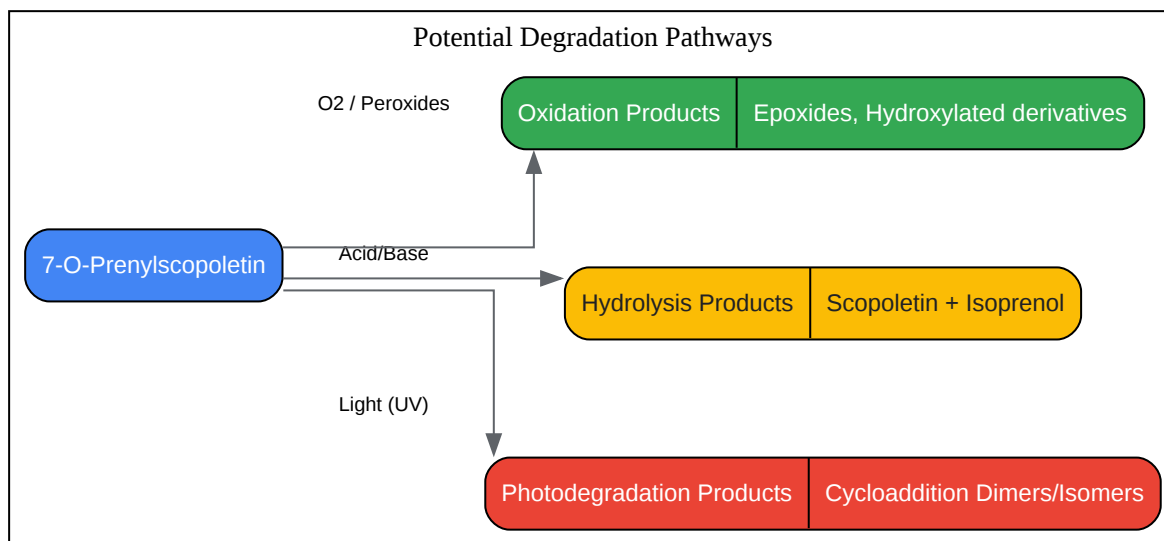 Potential Degradation Pathways
O2 / Peroxides
Oxidation Products
Epoxides, Hydroxylated derivatives
7-O-Prenylscopoletin
Acid/Base
Hydrolysis Products
Scopoletin + Isoprenol
Light (UV)
Photodegradation Products
Cycloaddition Dimers/Isomers